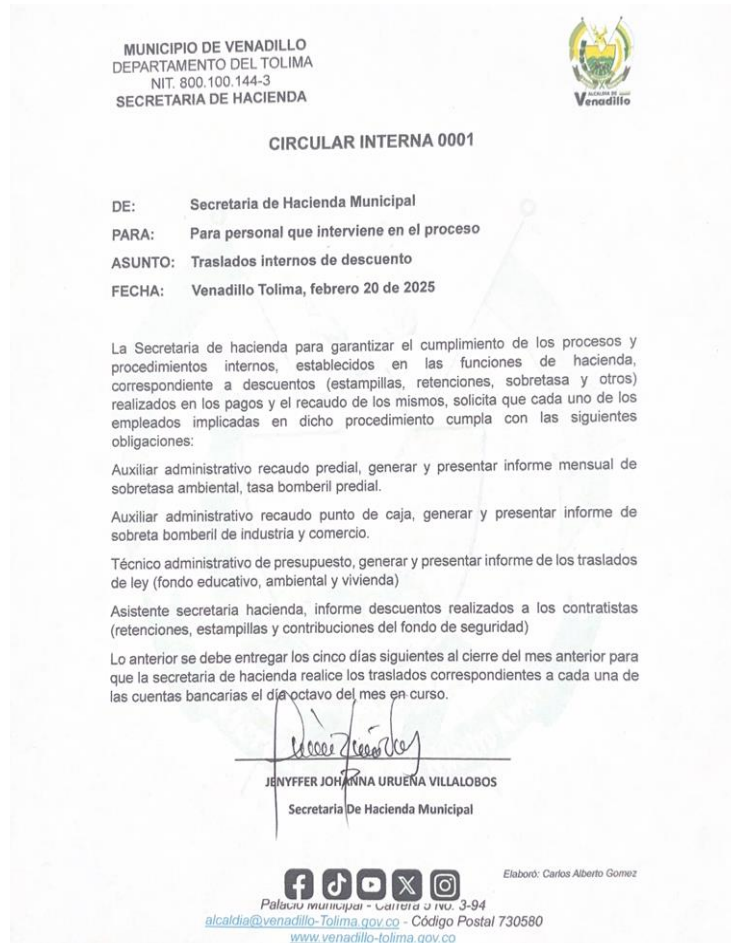 MUNICIPIO DE VENADILLO
DEPARTAMENTO DEL TOLIMA
NIT. 800.100.144-3
SECRETARIA DE HACIENDA
ALCALDIA DE
Venadillo
CIRCULAR INTERNA 0001
DE: Secretaria de Hacienda Municipal
PARA: Para personal que interviene en el proceso
ASUNTO: Traslados internos de descuento
FECHA: Venadillo Tolima, febrero 20 de 2025
La Secretaria de hacienda para garantizar el cumplimiento de los procesos y
procedimientos internos, establecidos en las funciones de hacienda,
correspondiente a descuentos (estampillas, retenciones, sobretasa y otros)
realizados en los pagos y el recaudo de los mismos, solicita que cada uno de los
empleados implicadas en dicho procedimiento cumpla con las siguientes
obligaciones:
Auxiliar administrativo recaudo predial, generar y presentar informe mensual de
sobretasa ambiental, tasa bomberil predial.
Auxiliar administrativo recaudo punto de caja, generar y presentar informe de
sobreta bomberil de industria y comercio.
Técnico administrativo de presupuesto, generar y presentar informe de los traslados
de ley (fondo educativo, ambiental y vivienda)
Asistente secretaria hacienda, informe descuentos realizados a los contratistas
(retenciones, estampillas y contribuciones del fondo de seguridad)
Lo anterior se debe entregar los cinco días siguientes al cierre del mes anterior para
que la secretaria de hacienda realice los traslados correspondientes a cada una de
las cuentas bancarias el día octavo del mes en curso.
JENYFFER JOHANNA URUEÑA VILLALOBOS
Secretaria De Hacienda Municipal
Elaboró: Carlos Alberto Gomez
Palacio Municipal - Carrera 5 No. 3-94
alcaldia@venadillo-Tolima.gov.co - Código Postal 730580
www.venadillo-tolima.gov.co